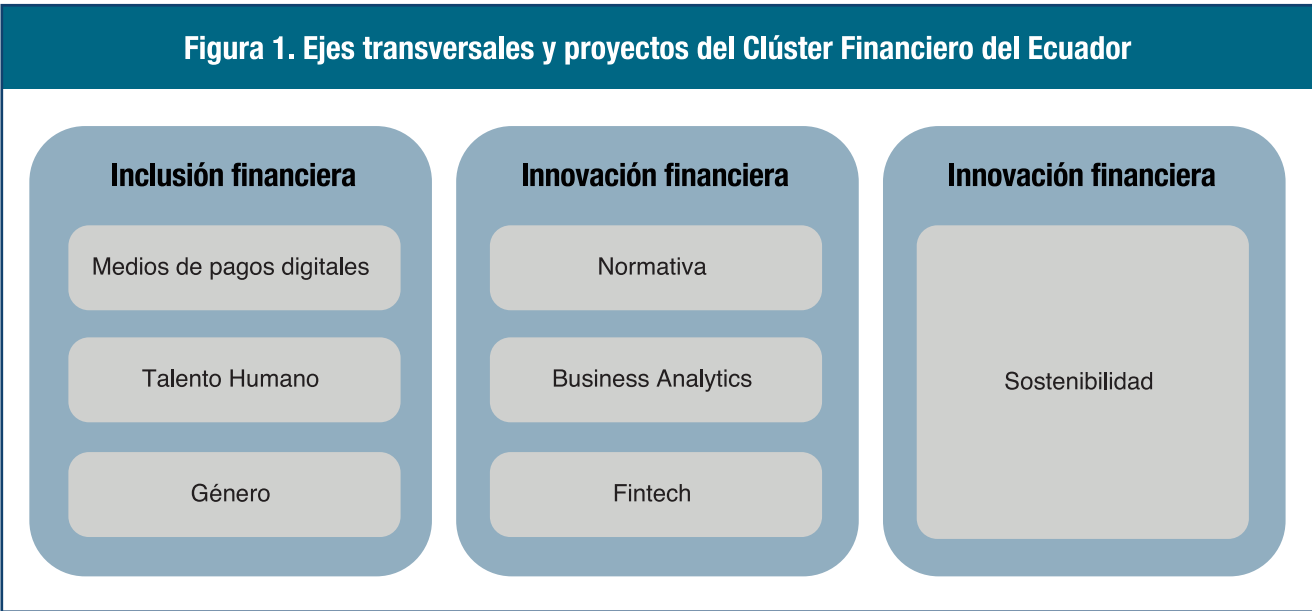 Figura 1. Ejes transversales y proyectos del Clúster Financiero del Ecuador
Inclusión financiera
Medios de pagos digitales
Talento Humano
Género
Innovación financiera
Normativa
Business Analytics
Fintech
Innovación financiera
Sostenibilidad